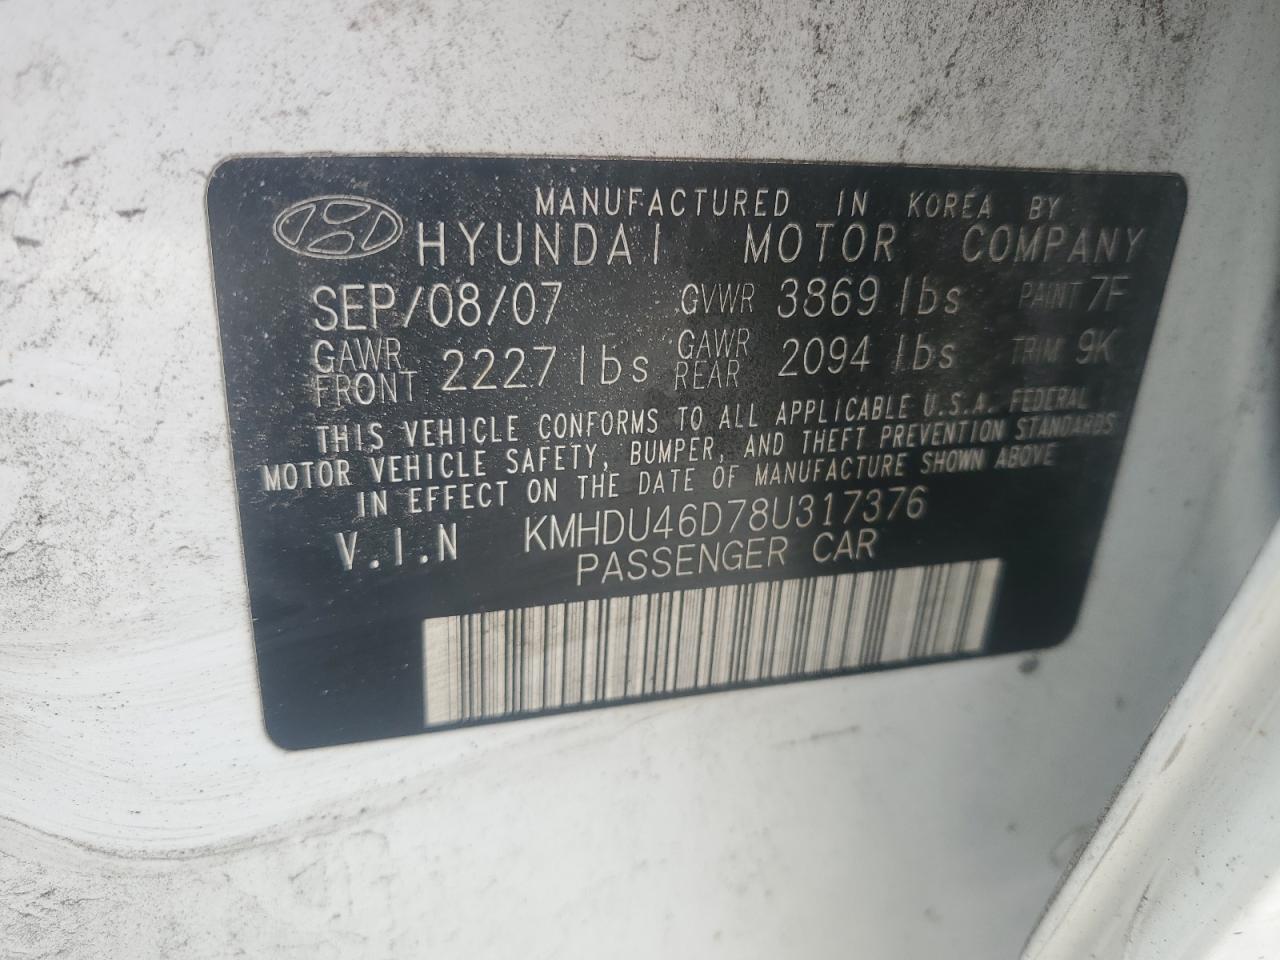 MANUFACTURED IN KOREA BY
HYUNDAI MOTOR COMPANY
SEP/08/07 GVWR 3869 lbs PAINT 7F
GAWR FRONT 2227 lbs GAWR REAR 2094 lbs TRIM 9K
THIS VEHICLE CONFORMS TO ALL APPLICABLE U.S.A. FEDERAL
MOTOR VEHICLE SAFETY, BUMPER, AND THEFT PREVENTION STANDARDS
IN EFFECT ON THE DATE OF MANUFACTURE SHOWN ABOVE
V.I.N KMHDU46D78U317376
PASSENGER CAR